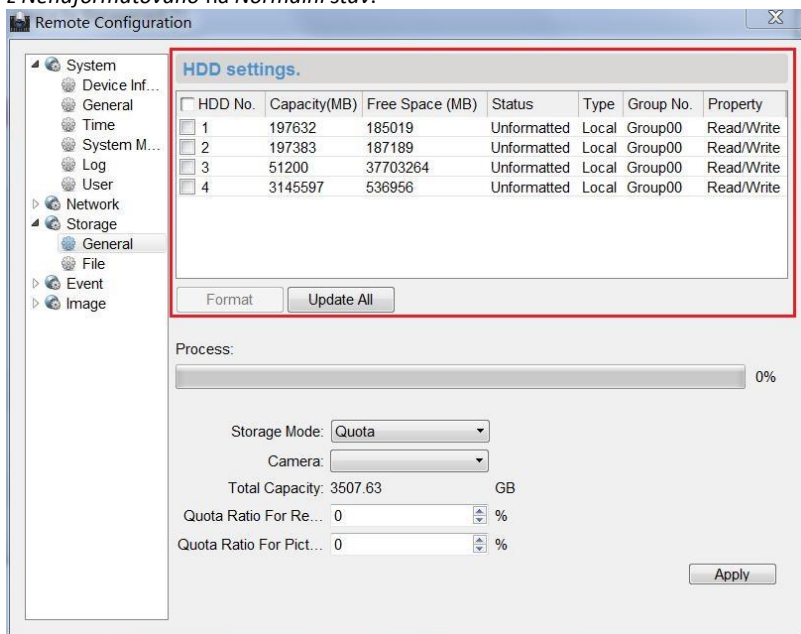 z Nenaformátováno na Normální stav.
Remote Configuration
System
Device Inf...
General
Time
System M...
Log
User
Network
Storage
General
File
Event
Image
HDD settings.
HDD No. Capacity(MB) Free Space (MB) Status Type Group No. Property
1 197632 185019 Unformatted Local Group00 Read/Write
2 197383 187189 Unformatted Local Group00 Read/Write
3 51200 37703264 Unformatted Local Group00 Read/Write
4 3145597 536956 Unformatted Local Group00 Read/Write
Format Update All
Process:
0%
Storage Mode: Quota
Camera:
Total Capacity: 3507.63 GB
Quota Ratio For Re... 0 %
Quota Ratio For Pict... 0 %
Apply